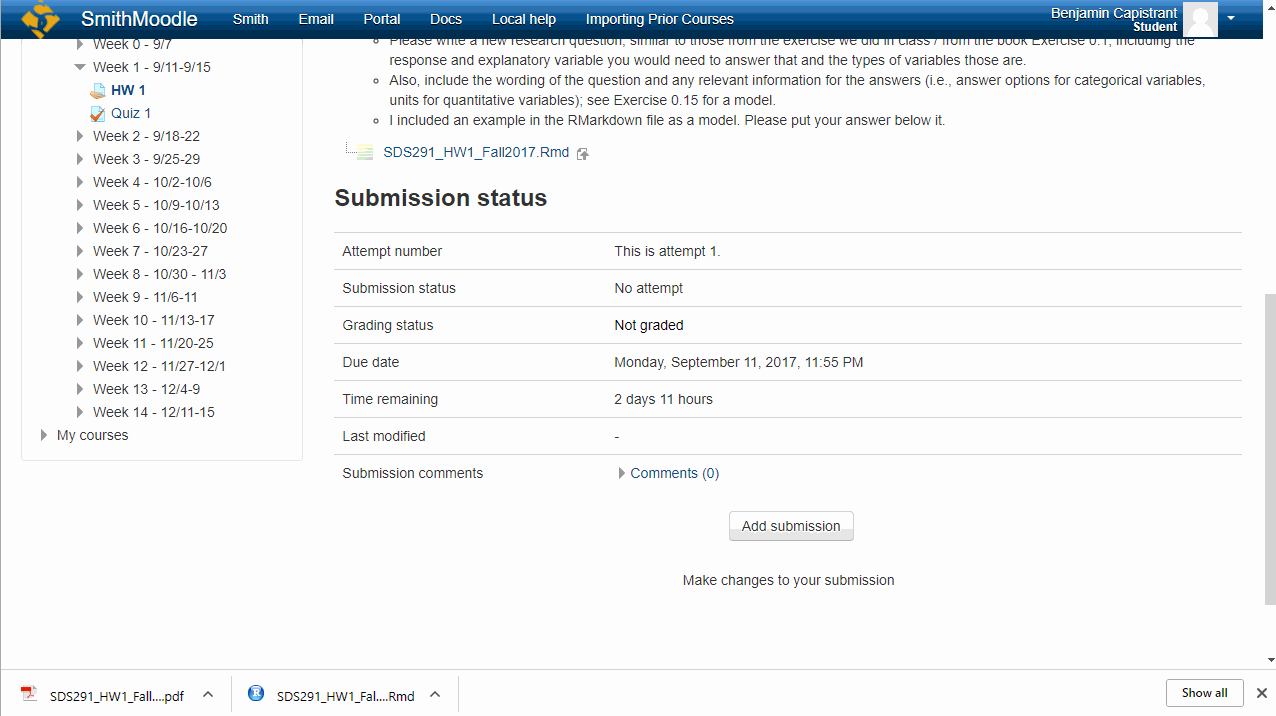 SmithMoodle Smith Email Portal Docs Local help Importing Prior Courses
Benjamin Capistrant
Student
Week 0 - 9/7
Week 1 - 9/11-9/15
HW 1
Quiz 1
Week 2 - 9/18-22
Week 3 - 9/25-29
Week 4 - 10/2-10/6
Week 5 - 10/9-10/13
Week 6 - 10/16-10/20
Week 7 - 10/23-27
Week 8 - 10/30 - 11/3
Week 9 - 11/6-11
Week 10 - 11/13-17
Week 11 - 11/20-25
Week 12 - 11/27-12/1
Week 13 - 12/4-9
Week 14 - 12/11-15
My courses
Please write a new research question, similar to those from the exercise we did in class / from the book Exercise 0.1, including the
response and explanatory variable you would need to answer that and the types of variables those are.
Also, include the wording of the question and any relevant information for the answers (i.e., answer options for categorical variables,
units for quantitative variables); see Exercise 0.15 for a model.
I included an example in the RMarkdown file as a model. Please put your answer below it.
SDS291_HW1_Fall2017.Rmd
Submission status
Attempt number This is attempt 1.
Submission status No attempt
Grading status Not graded
Due date Monday, September 11, 2017, 11:55 PM
Time remaining 2 days 11 hours
Last modified -
Submission comments Comments (0)
Add submission
Make changes to your submission
SDS291_HW1_Fall....pdf R SDS291_HW1_Fal....Rmd Show all